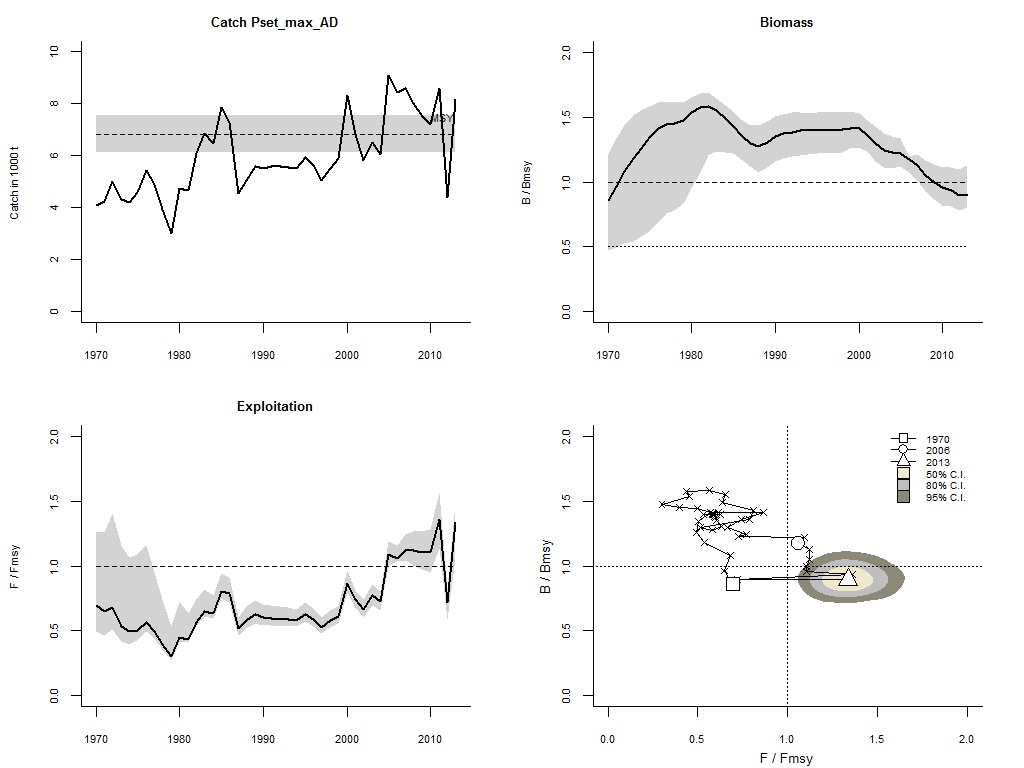 Catch Pset_max_AD
Catch in 1000 t
10
8
6
4
2
0
MSY
1970 1980 1990 2000 2010
Biomass
B / Bmsy
2.0
1.5
1.0
0.5
0.0
1970 1980 1990 2000 2010
Exploitation
F / Fmsy
2.0
1.5
1.0
0.5
0.0
1970 1980 1990 2000 2010
B / Bmsy
2.0
1.5
1.0
0.5
0.0
1970
2006
2013
50% C.I.
80% C.I.
95% C.I.
0.0 0.5 1.0 1.5 2.0
F / Fmsy